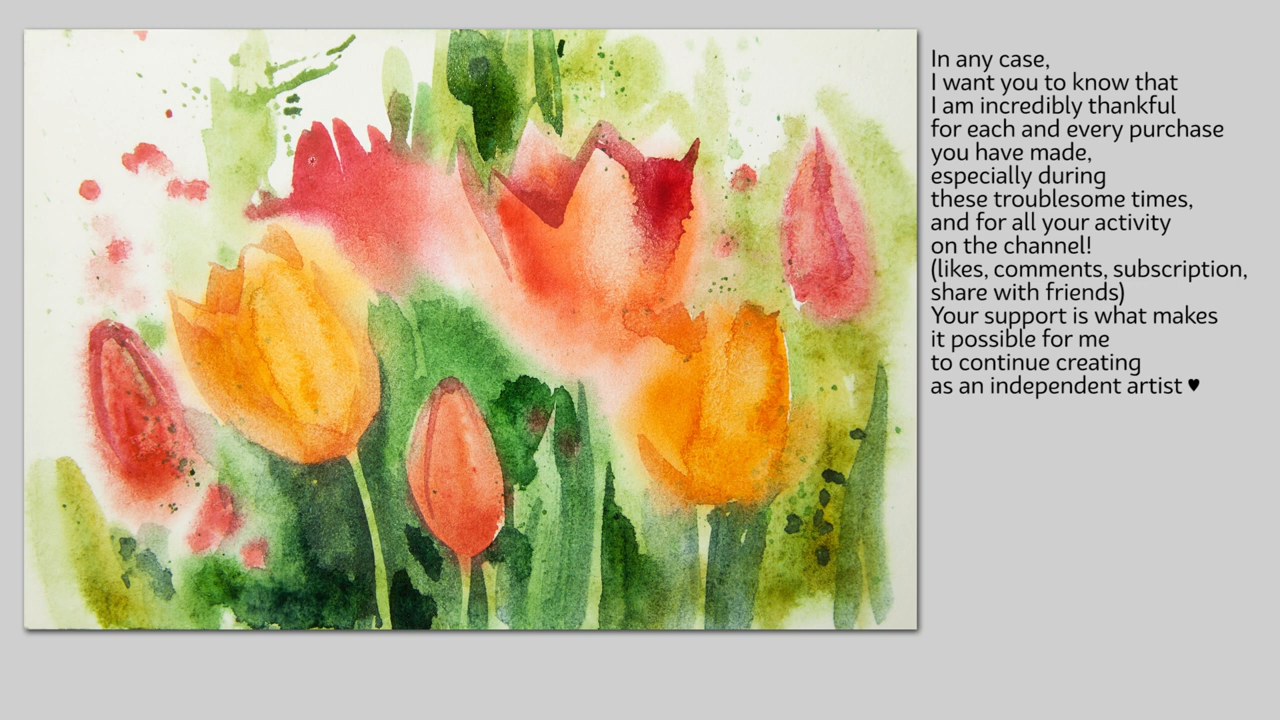 In any case,
I want you to know that
I am incredibly thankful
for each and every purchase
you have made,
especially during
these troublesome times,
and for all your activity
on the channel!
(likes, comments, subscription,
share with friends)
Your support is what makes
it possible for me
to continue creating
as an independent artist ♥